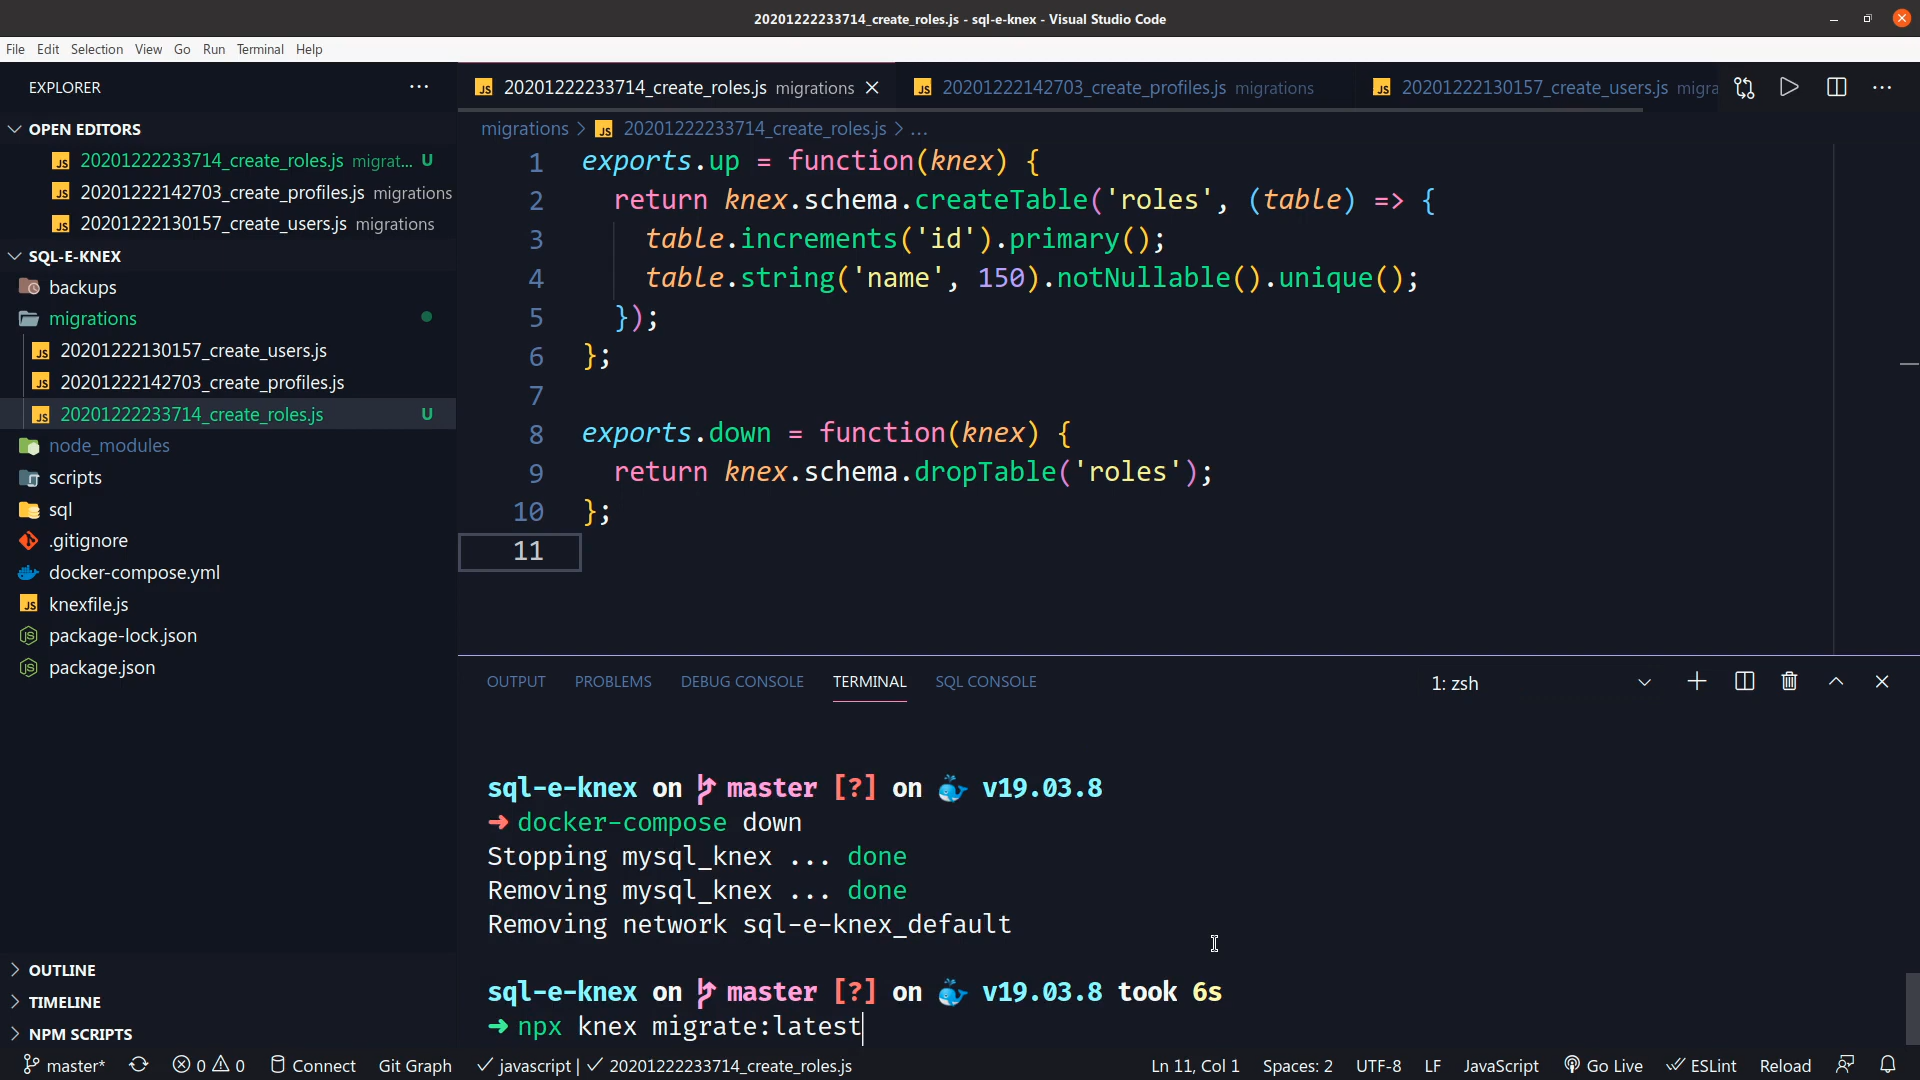 20201222233714_create_roles.js - sql-e-knex - Visual Studio Code
File Edit Selection View Go Run Terminal Help
EXPLORER
20201222233714_create_roles.js migrations
20201222142703_create_profiles.js migrations
20201222130157_create_users.js migra
OPEN EDITORS
20201222233714_create_roles.js migrat... U
20201222142703_create_profiles.js migrations
20201222130157_create_users.js migrations
SQL-E-KNEX
backups
migrations
20201222130157_create_users.js
20201222142703_create_profiles.js
20201222233714_create_roles.js U
node_modules
scripts
sql
.gitignore
docker-compose.yml
knexfile.js
package-lock.json
package.json
OUTLINE
TIMELINE
NPM SCRIPTS
migrations > 20201222233714_create_roles.js > ...
1 exports.up = function(knex) {
2 return knex.schema.createTable('roles', (table) => {
3 table.increments('id').primary();
4 table.string('name', 150).notNullable().unique();
5 });
6 };
7
8 exports.down = function(knex) {
9 return knex.schema.dropTable('roles');
10 };
11
OUTPUT PROBLEMS DEBUG CONSOLE TERMINAL SQL CONSOLE 1: zsh
sql-e-knex on master [?] on 🐳 v19.03.8
➜ docker-compose down
Stopping mysql_knex ... done
Removing mysql_knex ... done
Removing network sql-e-knex_default
sql-e-knex on master [?] on 🐳 v19.03.8 took 6s
➜ npx knex migrate:latest
master* 0 0 Connect Git Graph ✓ javascript | ✓ 20201222233714_create_roles.js Ln 11, Col 1 Spaces: 2 UTF-8 LF JavaScript Go Live ESLint Reload